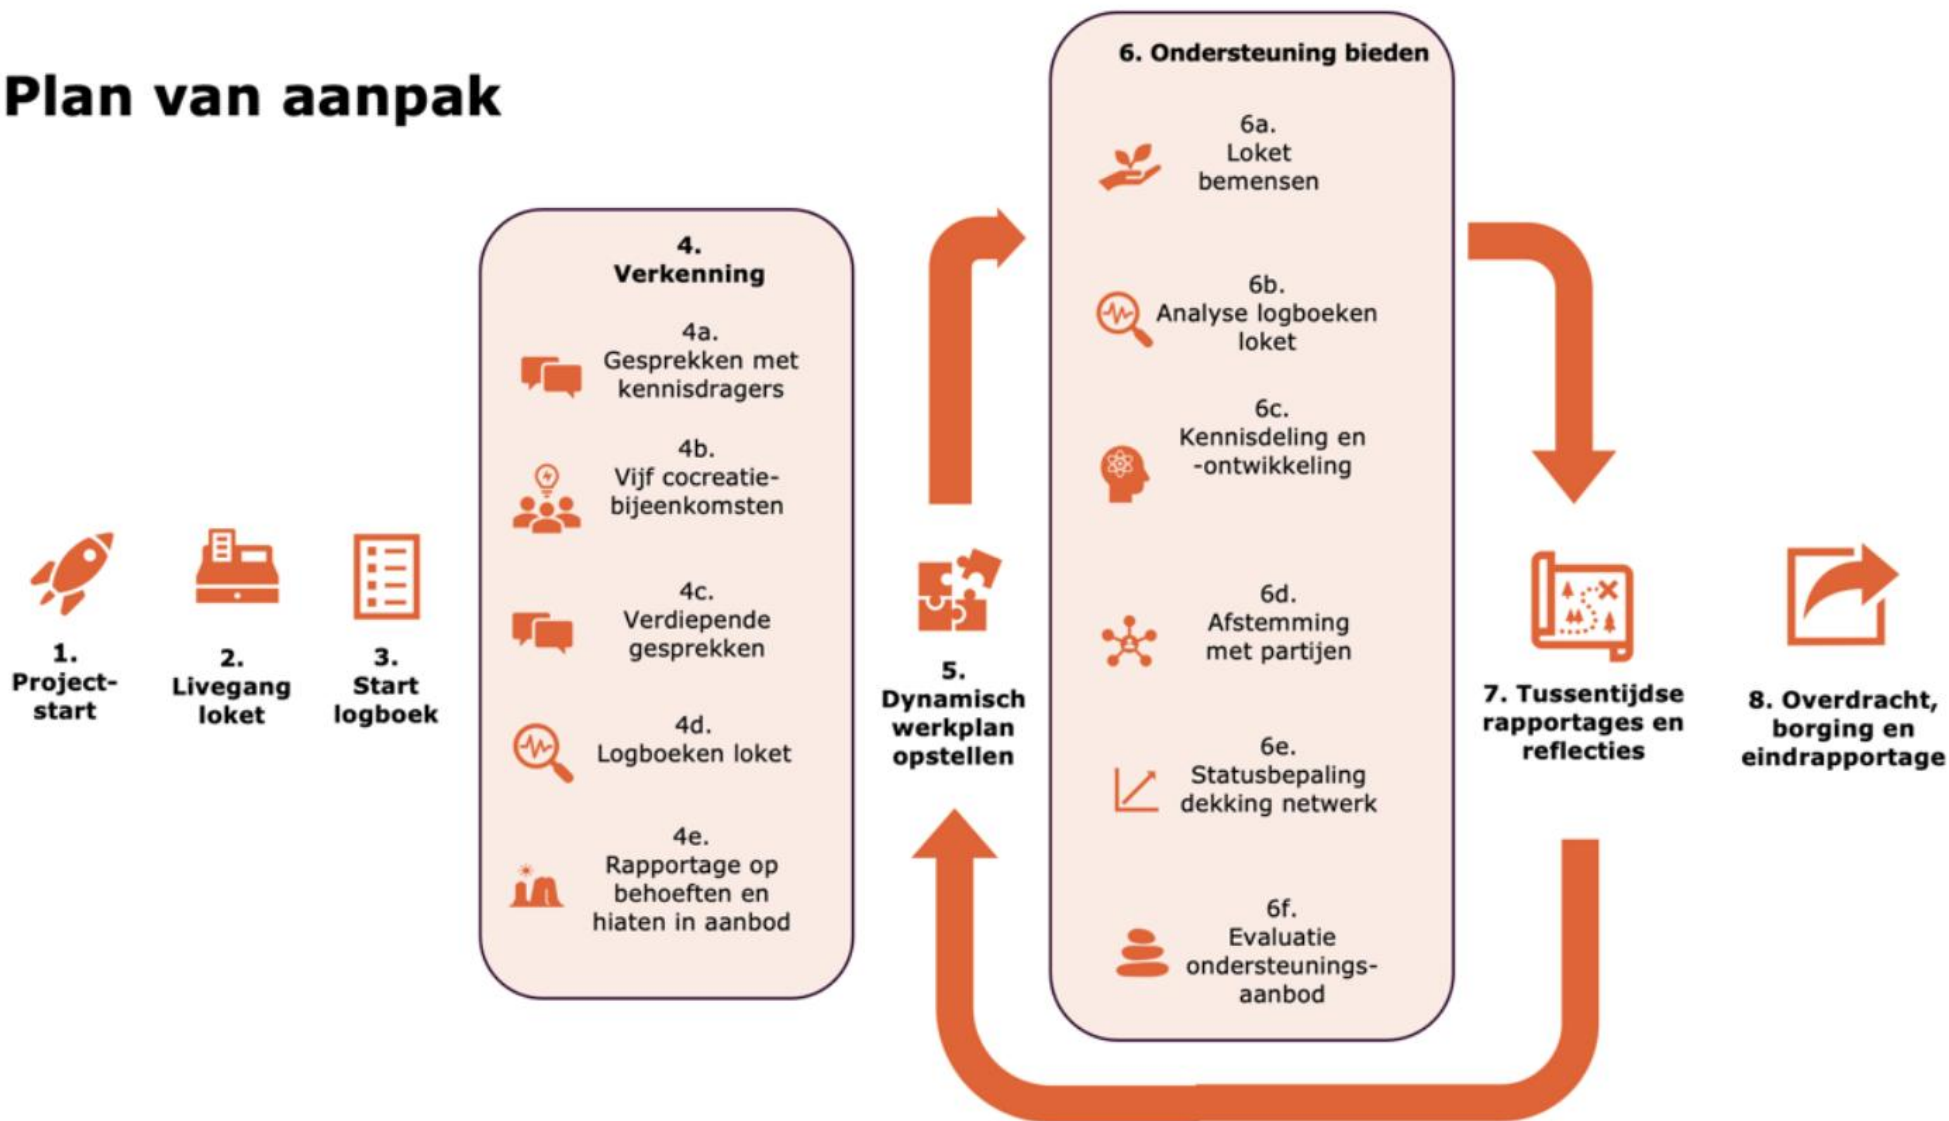 Plan van aanpak
1.
Project-
start
2.
Livegang
loket
3.
Start
logboek
4.
Verkenning
4a.
Gesprekken met
kennisdragers
4b.
Vijf cocreatie-
bijeenkomsten
4c.
Verdiepende
gesprekken
4d.
Logboeken loket
4e.
Rapportage op
behoeften en
hiaten in aanbod
5.
Dynamisch
werkplan
opstellen
6. Ondersteuning bieden
6a.
Loket
bemensen
6b.
Analyse logboeken
loket
6c.
Kennisdeling en
-ontwikkeling
6d.
Afstemming
met partijen
6e.
Statusbepaling
dekking netwerk
6f.
Evaluatie
ondersteunings-
aanbod
7. Tussentijdse
rapportages en
reflecties
8. Overdracht,
borging en
eindrapportage